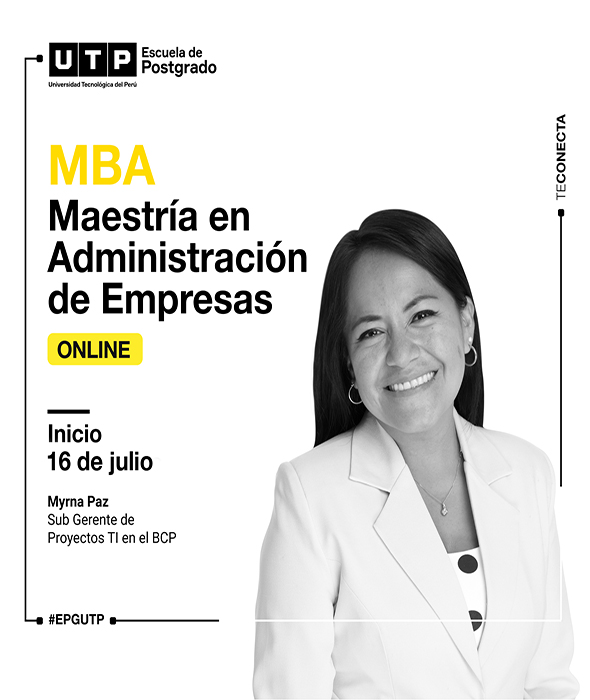 UTP
Universidad Tecnológica del Perú
Escuela de
Postgrado
TECONECTA
MBA
Maestría en
Administración
de Empresas
ONLINE
Inicio
16 de julio
Myrna Paz
Sub Gerente de
Proyectos TI en el BCP
#EPGUTP